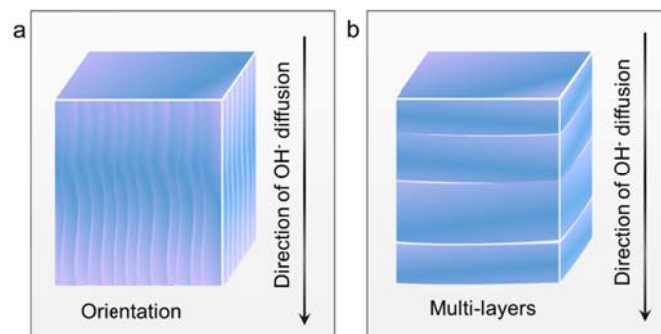 a
Direction of OH⁻ diffusion
Orientation
b
Direction of OH⁻ diffusion
Multi-layers